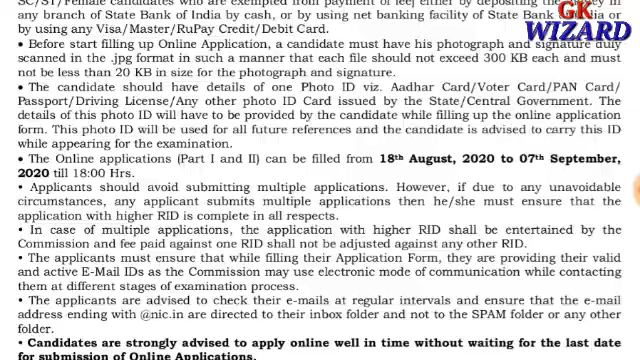 SC/ST/Female candidates who are exempted from payment of fee) either by depositing the money in
any branch of State Bank of India by cash, or by using net banking facility of State Bank of India or
by using any Visa/Master/RuPay Credit/Debit Card.
GK
WIZARD
• Before start filling up Online Application, a candidate must have his photograph and signature duly
scanned in the .jpg format in such a manner that each file should not exceed 300 KB each and must
not be less than 20 KB in size for the photograph and signature.
• The candidate should have details of one Photo ID viz. Aadhar Card/Voter Card/PAN Card/
Passport/Driving License/Any other photo ID Card issued by the State/Central Government. The
details of this photo ID will have to be provided by the candidate while filling up the online application
form. This photo ID will be used for all future references and the candidate is advised to carry this ID
while appearing for the examination.
• The Online applications (Part I and II) can be filled from 18th August, 2020 to 07th September,
2020 till 18:00 Hrs.
• Applicants should avoid submitting multiple applications. However, if due to any unavoidable
circumstances, any applicant submits multiple applications then he/she must ensure that the
application with higher RID is complete in all respects.
• In case of multiple applications, the application with higher RID shall be entertained by the
Commission and fee paid against one RID shall not be adjusted against any other RID.
• The applicants must ensure that while filling their Application Form, they are providing their valid
and active E-Mail IDs as the Commission may use electronic mode of communication while contacting
them at different stages of examination process.
• The applicants are advised to check their e-mails at regular intervals and ensure that the e-mail
address ending with @nic.in are directed to their inbox folder and not to the SPAM folder or any other
folder.
• Candidates are strongly advised to apply online well in time without waiting for the last date
for submission of Online Applications.